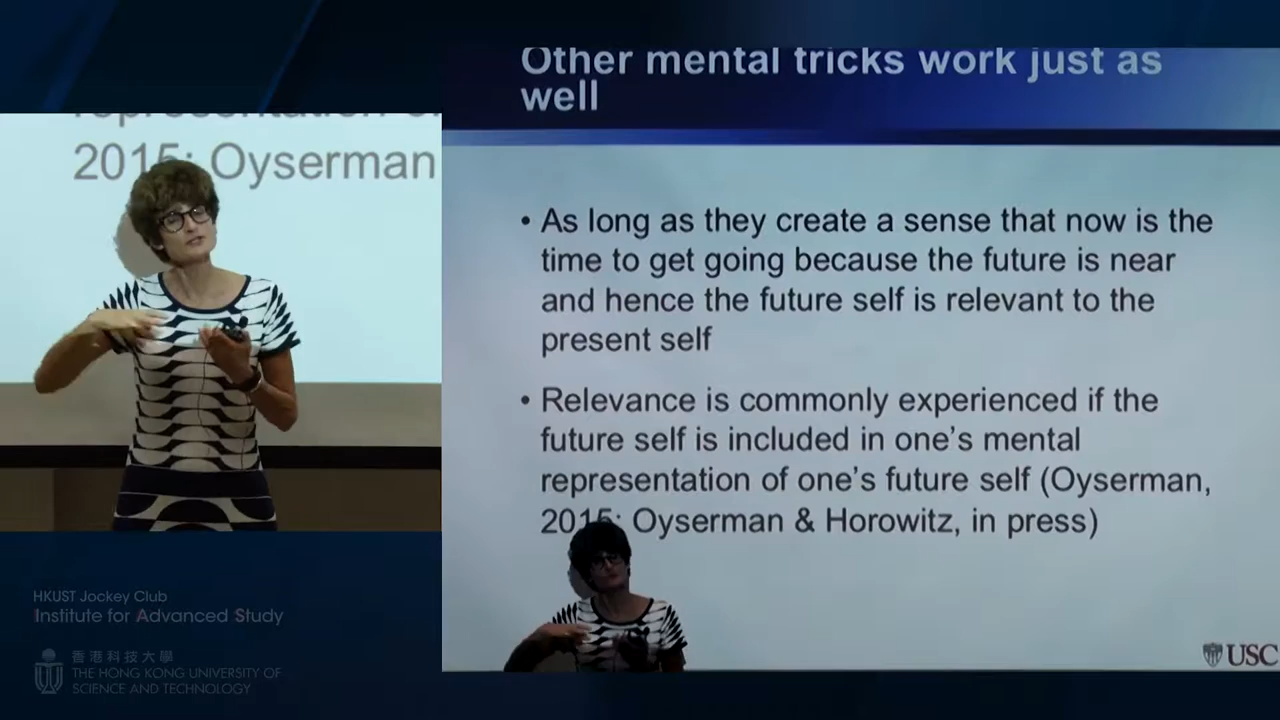 Other mental tricks work just as
well
representation
2015; Oyserman
• As long as they create a sense that now is the
time to get going because the future is near
and hence the future self is relevant to the
present self
• Relevance is commonly experienced if the
future self is included in one's mental
representation of one's future self (Oyserman,
2015; Oyserman & Horowitz, in press)
HKUST Jockey Club
Institute for Advanced Study
香港科技大學
THE HONG KONG UNIVERSITY OF
SCIENCE AND TECHNOLOGY
USC